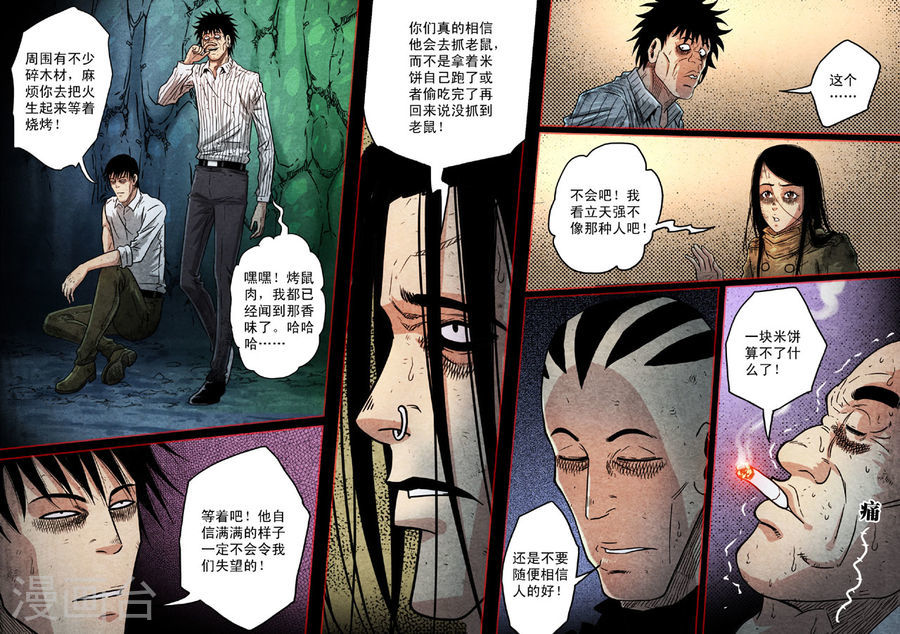 周围有不少
碎木材，麻
烦你去把火
生起来等着
烧烤！
嘿嘿！烤鼠
肉，我都已
经闻到那香
味了。哈哈
哈……
你们真的相信
他会去抓老鼠，
而不是拿着米
饼自己跑了或
者偷吃完了再
回来说没抓到
老鼠！
这个
……
不会吧！我
看立天强不
像那种人吧！
等着吧！他自
信满满的样子
一定不会令我
们失望的！
还是不要
随便相信
人的好！
一块米饼
算不了什
么了！
痛
漫画台